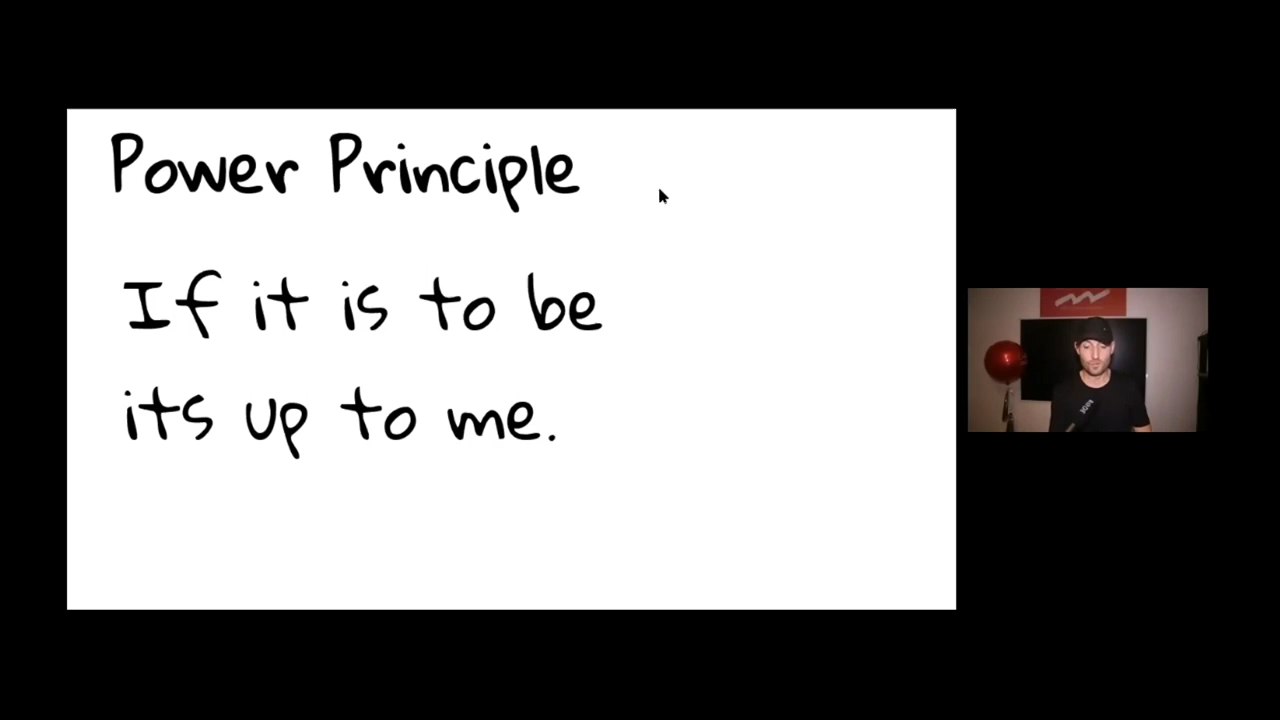 Power Principle
If it is to be
its up to me.